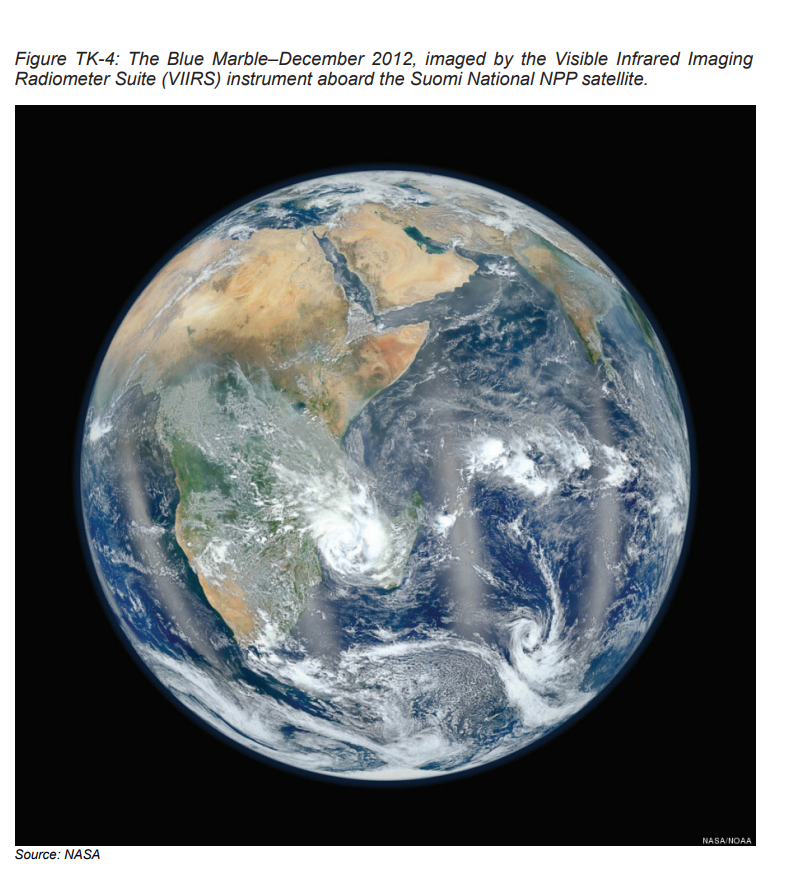 Figure TK-4: The Blue Marble–December 2012, imaged by the Visible Infrared Imaging
Radiometer Suite (VIIRS) instrument aboard the Suomi National NPP satellite.
NASA/NOAA
Source: NASA